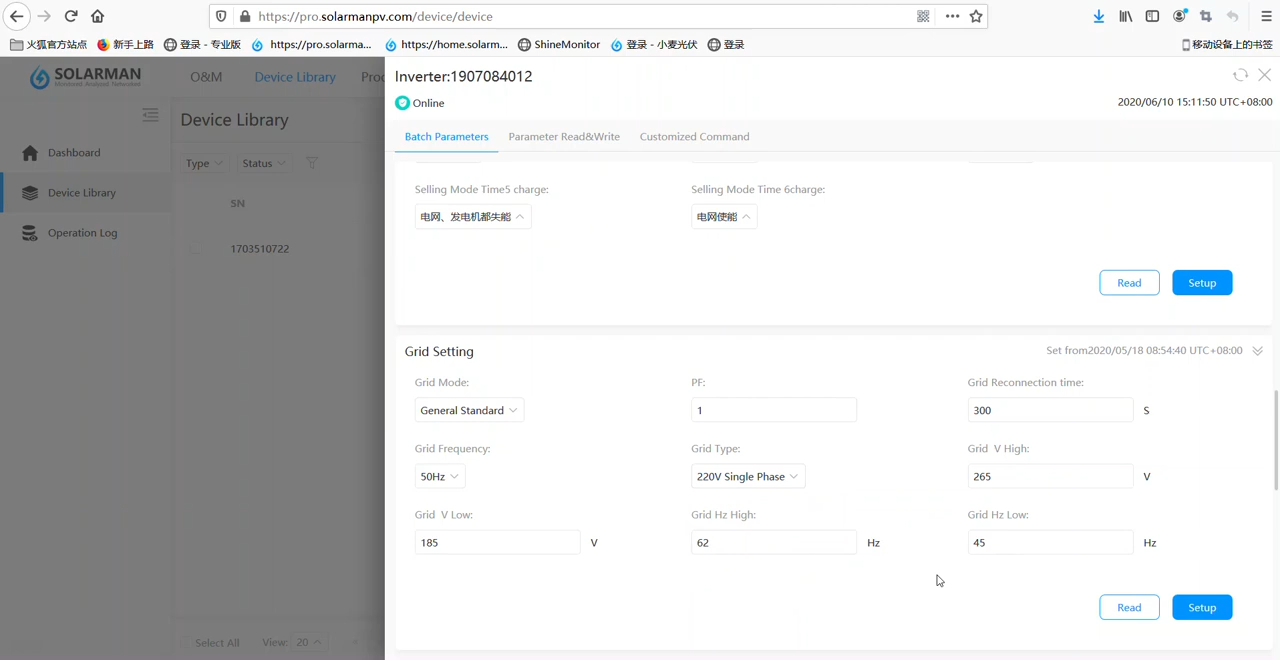 https://pro.solarmanpv.com/device/device
火狐官方站点 新手上路 登录 - 专业版 https://pro.solarma... https://home.solarm... ShineMonitor 登录 - 小麦光伏 登录 移动设备上的书签
SOLARMAN O&M Device Library Proc
Inverter:1907084012
Online 2020/06/10 15:11:50 UTC+08:00
Device Library
Batch Parameters Parameter Read&Write Customized Command
Dashboard
Type Status
Device Library
Selling Mode Time5 charge: Selling Mode Time 6charge:
SN
电网、发电机都失能 电网使能
Operation Log
1703510722
Read Setup
Grid Setting Set from2020/05/18 08:54:40 UTC+08:00
Grid Mode: PF: Grid Reconnection time:
General Standard 1 300 S
Grid Frequency: Grid Type: Grid V High:
50Hz 220V Single Phase 265 V
Grid V Low: Grid Hz High: Grid Hz Low:
185 V 62 Hz 45 Hz
Read Setup
Select All View: 20